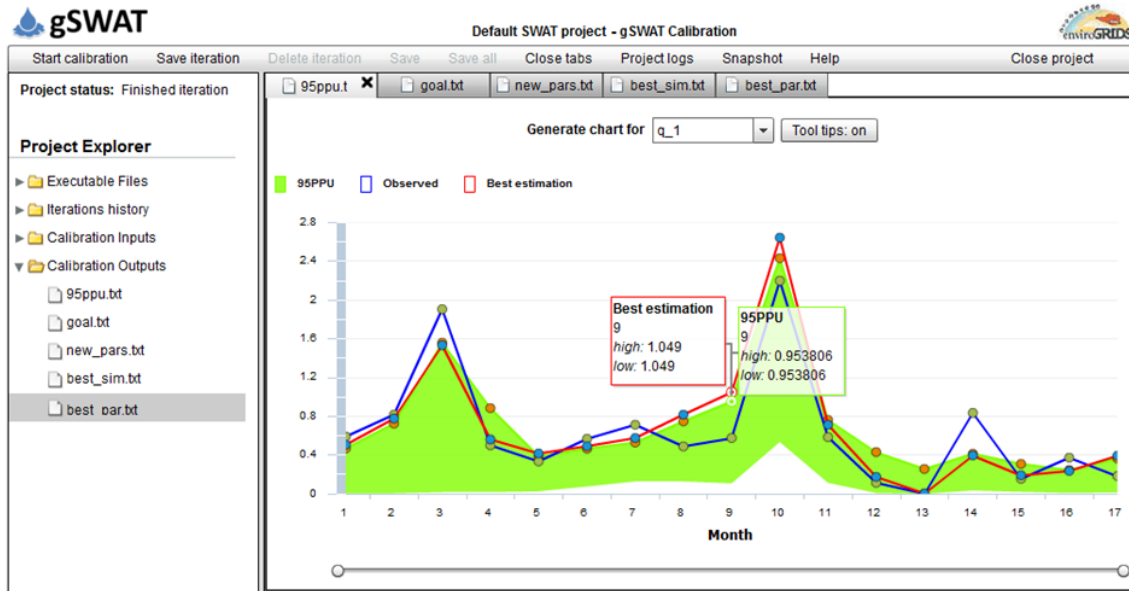 gSWAT
Default SWAT project - gSWAT Calibration
enviroGRIDS
Start calibration Save iteration Delete iteration Save Save all Close tabs Project logs Snapshot Help Close project
Project status: Finished iteration
Project Explorer
Executable Files
Iterations history
Calibration Inputs
Calibration Outputs
95ppu.txt
goal.txt
new_pars.txt
best_sim.txt
best_par.txt
95ppu.t goal.txt new_pars.txt best_sim.txt best_par.txt
Generate chart for q_1 Tool tips: on
95PPU Observed Best estimation
2.8
2.4
2
1.6
1.2
0.8
0.4
0
Best estimation
9
high: 1.049
low: 1.049
95PPU
9
high: 0.953806
low: 0.953806
1 2 3 4 5 6 7 8 9 10 11 12 13 14 15 16 17
Month